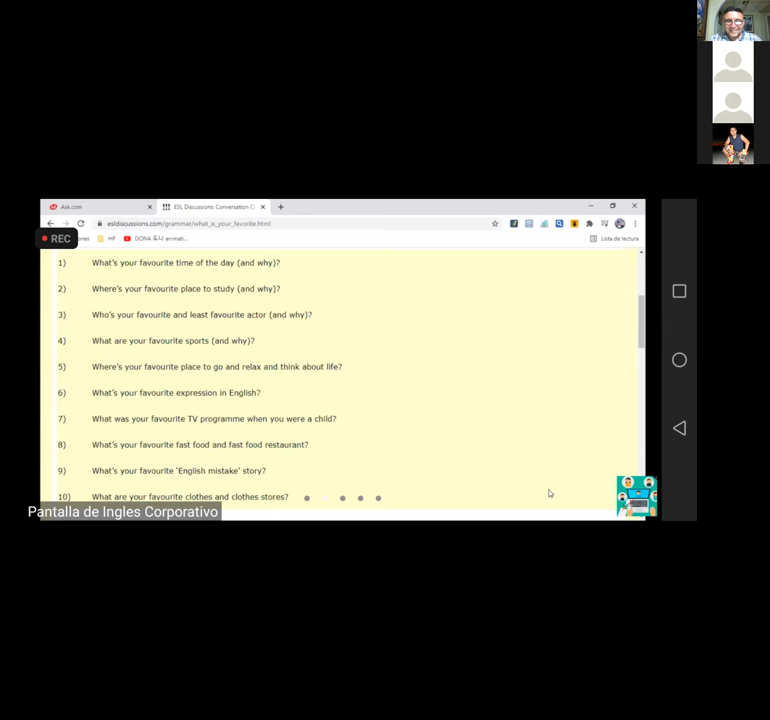 Ask.com
ESL Discussions: Conversation Q
esldiscussions.com/grammar/what_is_your_favorite.html
REC
ones
HP
DONA 도나 animati...
Lista de lectura
1) What's your favourite time of the day (and why)?
2) Where's your favourite place to study (and why)?
3) Who's your favourite and least favourite actor (and why)?
4) What are your favourite sports (and why)?
5) Where's your favourite place to go and relax and think about life?
6) What's your favourite expression in English?
7) What was your favourite TV programme when you were a child?
8) What's your favourite fast food and fast food restaurant?
9) What's your favourite 'English mistake' story?
10) What are your favourite clothes and clothes stores?
Pantalla de Ingles Corporativo